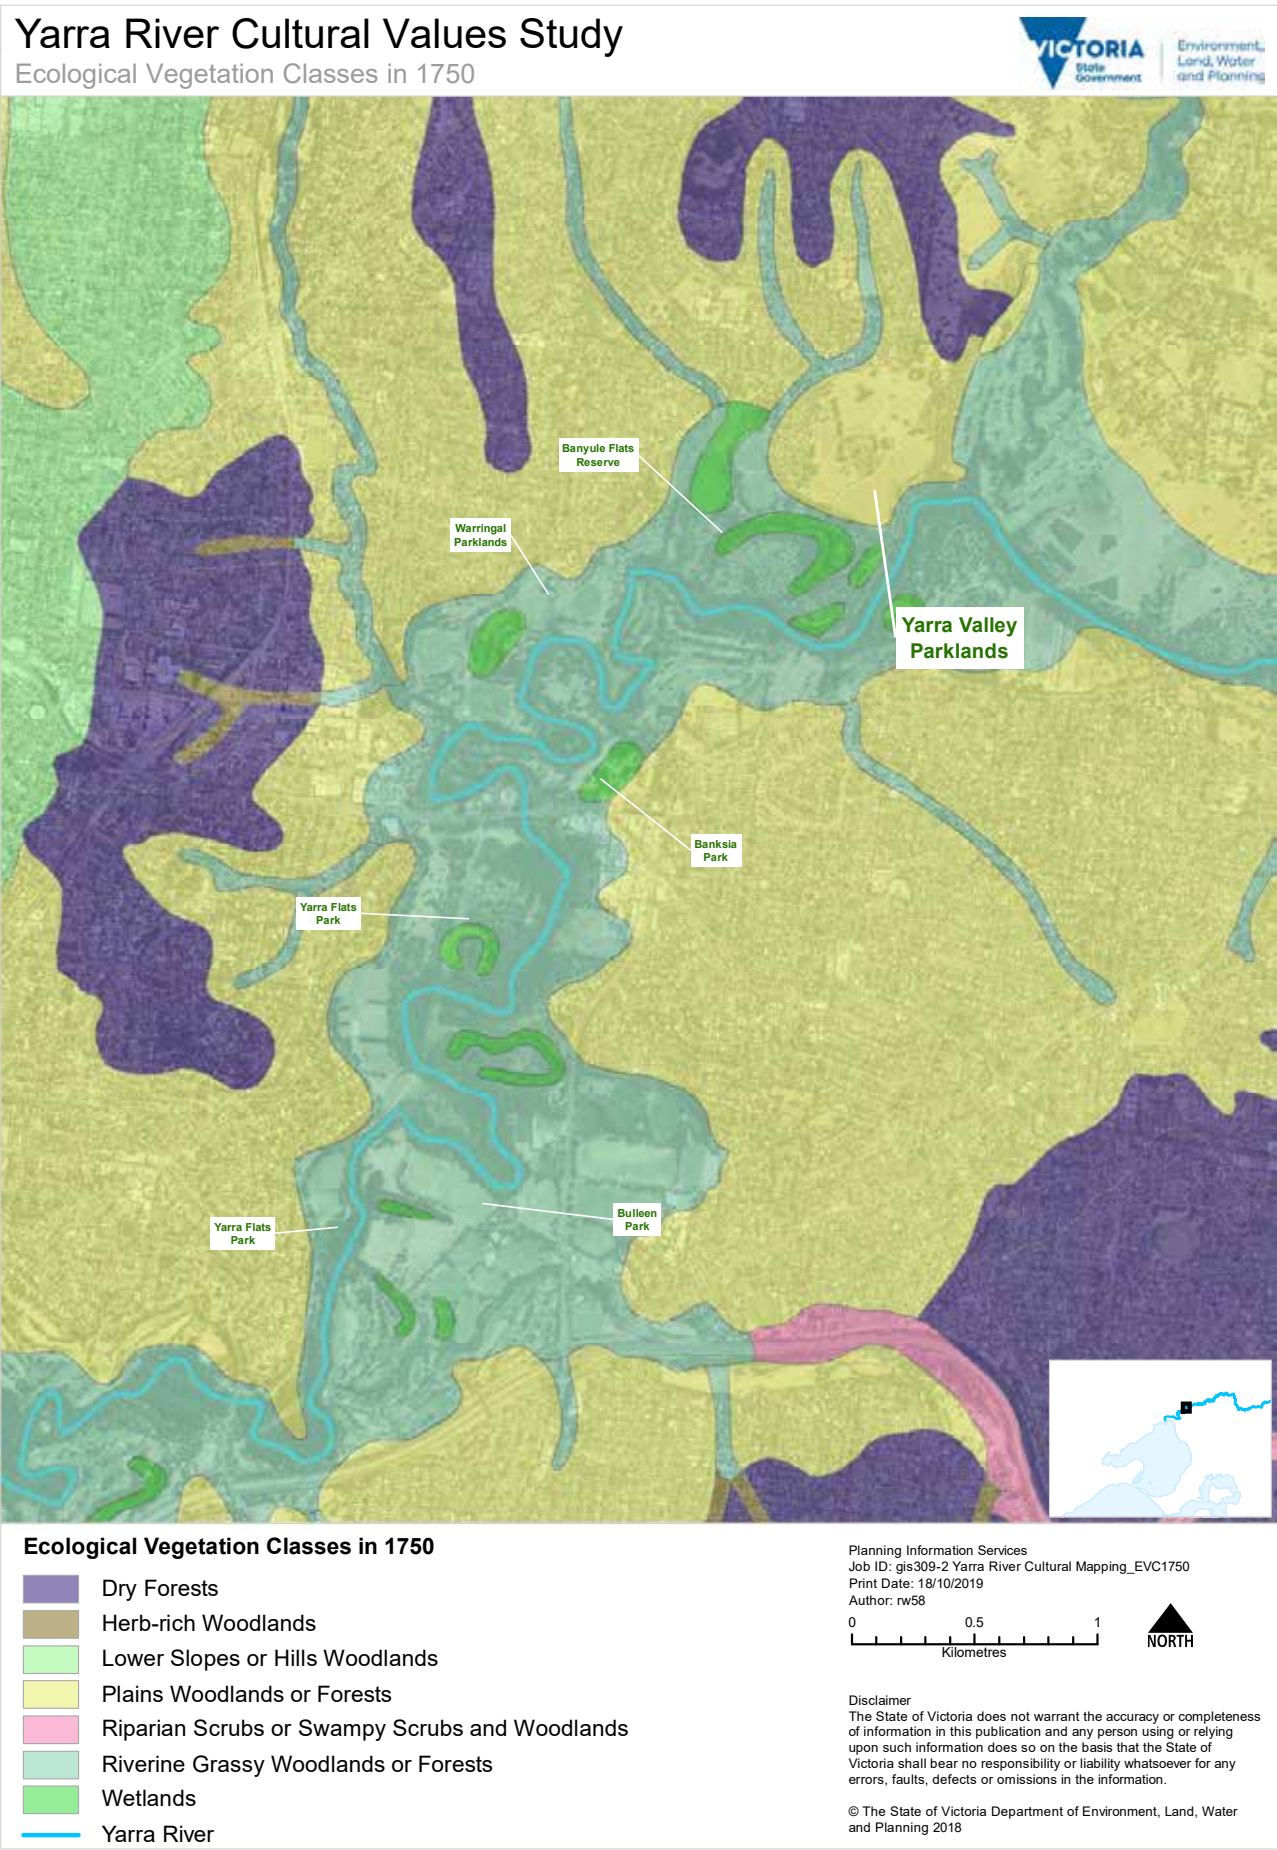 Yarra River Cultural Values Study
Ecological Vegetation Classes in 1750
VICTORIA
State
Government
Environment,
Land, Water
and Planning
Banyule Flats
Reserve
Warringal
Parklands
Yarra Valley
Parklands
Banksia
Park
Yarra Flats
Park
Bulleen
Park
Yarra Flats
Park
Ecological Vegetation Classes in 1750
Dry Forests
Herb-rich Woodlands
Lower Slopes or Hills Woodlands
Plains Woodlands or Forests
Riparian Scrubs or Swampy Scrubs and Woodlands
Riverine Grassy Woodlands or Forests
Wetlands
Yarra River
Planning Information Services
Job ID: gis309-2 Yarra River Cultural Mapping_EVC1750
Print Date: 18/10/2019
Author: rw58
0 0.5 1
Kilometres
NORTH
Disclaimer
The State of Victoria does not warrant the accuracy or completeness
of information in this publication and any person using or relying
upon such information does so on the basis that the State of
Victoria shall bear no responsibility or liability whatsoever for any
errors, faults, defects or omissions in the information.
© The State of Victoria Department of Environment, Land, Water
and Planning 2018